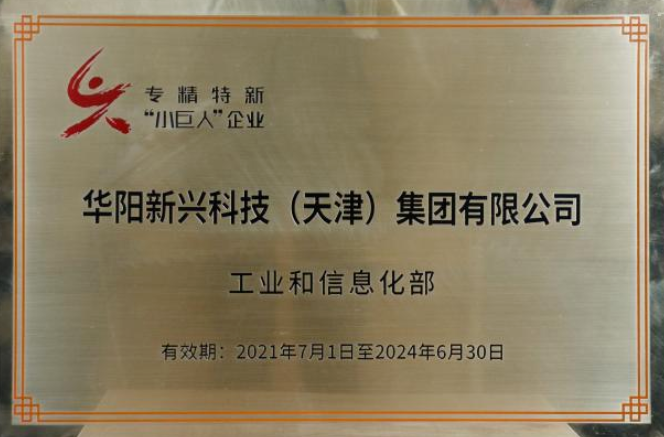 专精特新
“小巨人”企业
华阳新兴科技（天津）集团有限公司
工业和信息化部
有效期：2021年7月1日至2024年6月30日